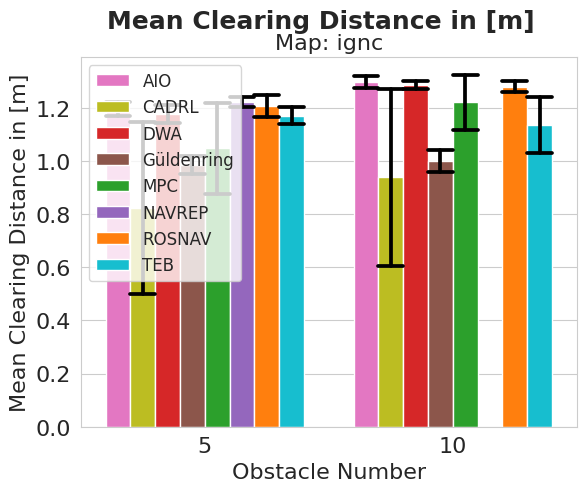 Mean Clearing Distance in [m]
Map: ignc
Mean Clearing Distance in [m]
1.2
1.0
0.8
0.6
0.4
0.2
0.0
AIO
CADRL
DWA
Güldenring
MPC
NAVREP
ROSNAV
TEB
5
10
Obstacle Number